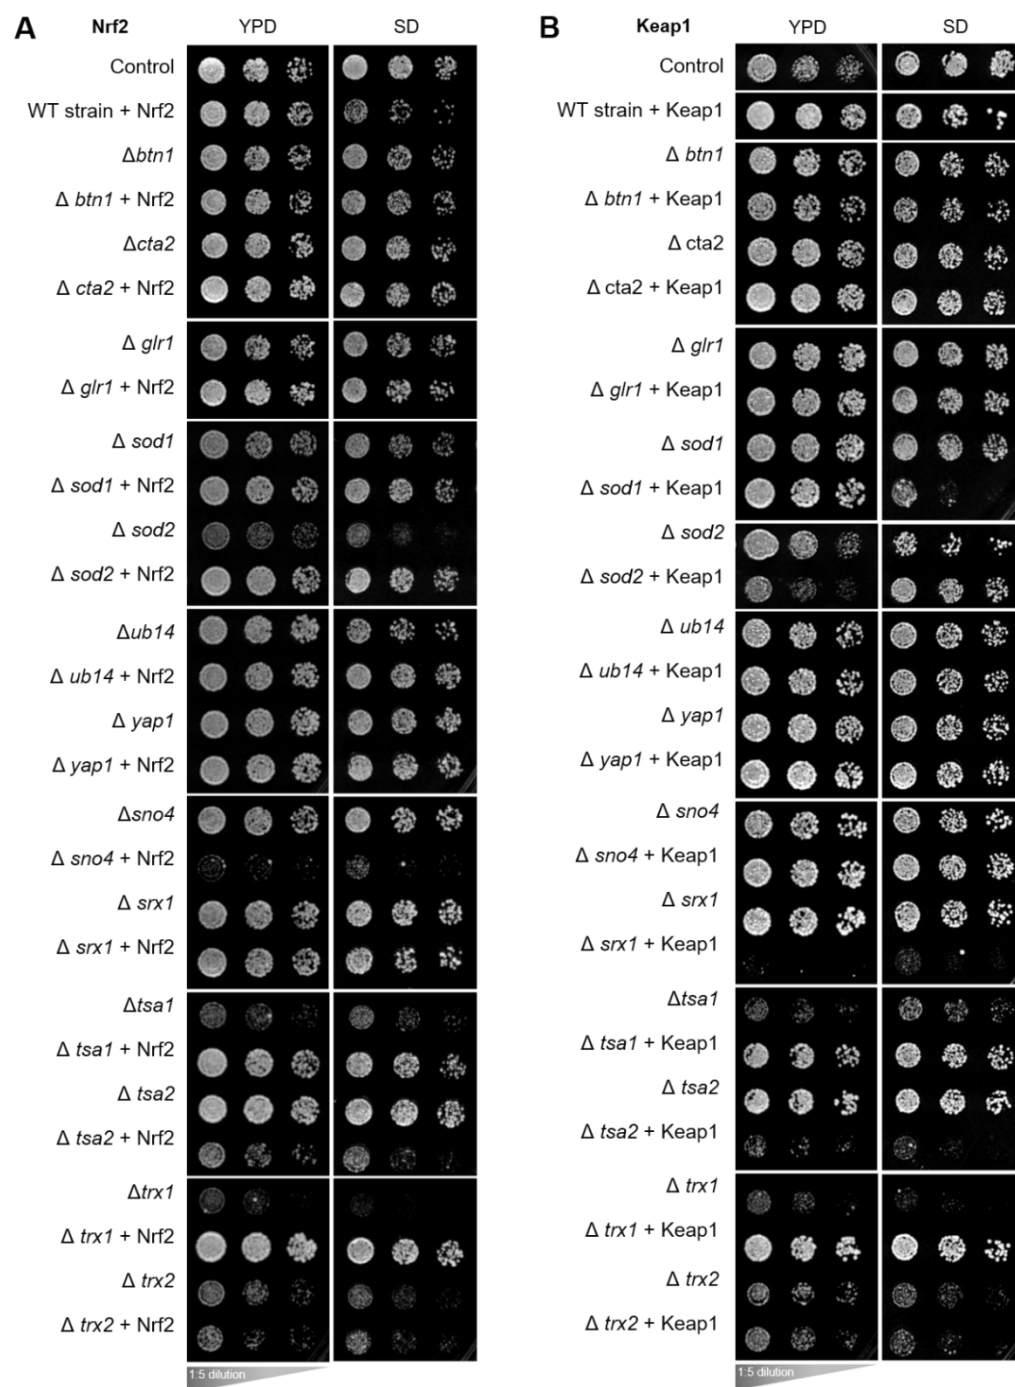 A Nrf2 YPD SD
Control
WT strain + Nrf2
Δbtn1
Δ btn1 + Nrf2
Δcta2
Δ cta2 + Nrf2
Δ glr1
Δ glr1 + Nrf2
Δ sod1
Δ sod1 + Nrf2
Δ sod2
Δ sod2 + Nrf2
Δub14
Δ ub14 + Nrf2
Δ yap1
Δ yap1 + Nrf2
Δsno4
Δ sno4 + Nrf2
Δ srx1
Δ srx1 + Nrf2
Δtsa1
Δ tsa1 + Nrf2
Δ tsa2
Δ tsa2 + Nrf2
Δtrx1
Δ trx1 + Nrf2
Δ trx2
Δ trx2 + Nrf2
1:5 dilution
B Keap1 YPD SD
Control
WT strain + Keap1
Δ btn1
Δ btn1 + Keap1
Δ cta2
Δ cta2 + Keap1
Δ glr1
Δ glr1 + Keap1
Δ sod1
Δ sod1 + Keap1
Δ sod2
Δ sod2 + Keap1
Δ ub14
Δ ub14 + Keap1
Δ yap1
Δ yap1 + Keap1
Δ sno4
Δ sno4 + Keap1
Δ srx1
Δ srx1 + Keap1
Δtsa1
Δ tsa1 + Keap1
Δ tsa2
Δ tsa2 + Keap1
Δ trx1
Δ trx1 + Keap1
Δ trx2
Δ trx2 + Keap1
1:5 dilution